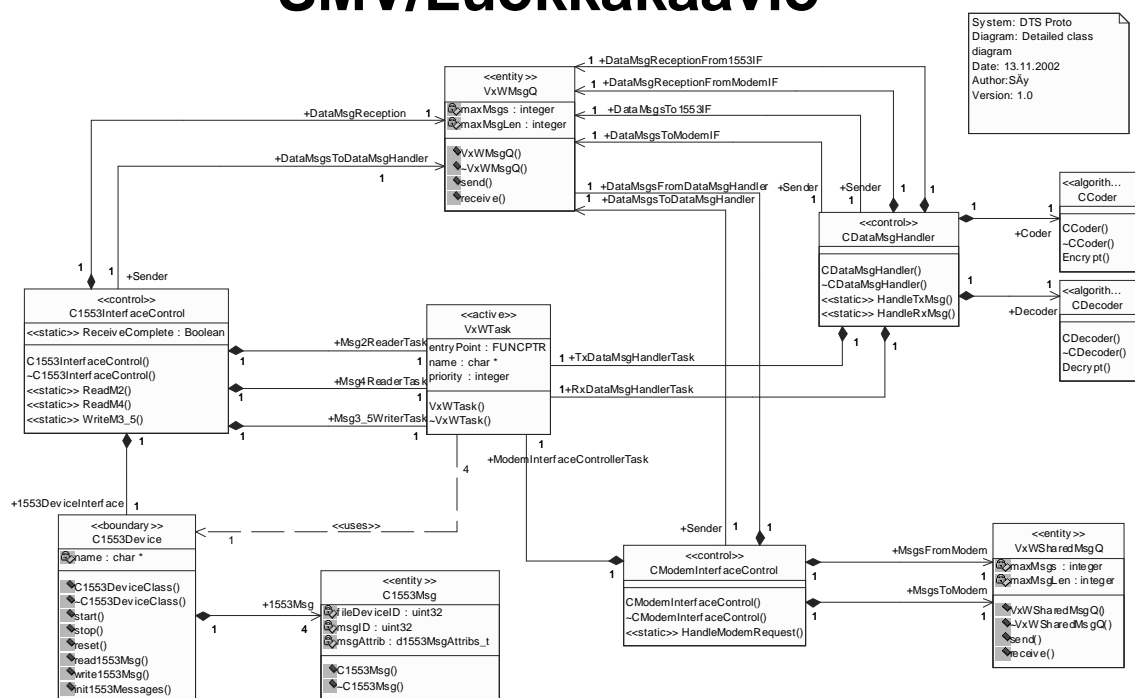 SMV/Luokkakaavio
System: DTS Proto
Diagram: Detailed class
diagram
Date: 13.11.2002
Author:SÄy
Version: 1.0
<<entity>>
VxWMsgQ
maxMsgs : integer
maxMsgLen : integer
VxWMsgQ()
~VxWMsgQ()
send()
receive()
1 +DataMsgReceptionFrom1553IF
1 +DataMsgReceptionFromModemIF
1 +DataMsgsTo1553IF
1 +DataMsgsToModemIF
1 +DataMsgsFromDataMsgHandler
1 +DataMsgsToDataMsgHandler
+DataMsgReception 1
+DataMsgsToDataMsgHandler
1
+Sender
1
+Sender
1
1
1
<<control>>
CDataMsgHandler
CDataMsgHandler()
~CDataMsgHandler()
<<static>> HandleTxMsg()
<<static>> HandleRxMsg()
1
1
+Coder
<<algorith...
CCoder
CCoder()
~CCoder()
Encrypt()
1
1
+Decoder
<<algorith...
CDecoder
CDecoder()
~CDecoder()
Decrypt()
1
1
+Sender
<<control>>
C1553InterfaceControl
<<static>> ReceiveComplete : Boolean
C1553InterfaceControl()
~C1553InterfaceControl()
<<static>> ReadM2()
<<static>> ReadM4()
<<static>> WriteM3_5()
+Msg2ReaderTask
1
1
+Msg4ReaderTask
1
1
+Msg3_5WriterTask
1
1
<<active>>
VxWTask
entryPoint : FUNCPTR
name : char *
priority : integer
VxWTask()
~VxWTask()
1 +TxDataMsgHandlerTask
1
1
1+RxDataMsgHandlerTask
1
+ModemInterfaceControllerTask
4
1
+1553DeviceInterface 1
<<uses>>
1
<<boundary>>
C1553Device
name : char *
C1553DeviceClass()
~C1553DeviceClass()
start()
stop()
reset()
read1553Msg()
write1553Msg()
init1553Messages()
+1553Msg
1
4
<<entity>>
C1553Msg
fileDeviceID : uint32
msgID : uint32
msgAttrib : d1553MsgAttribs_t
C1553Msg()
~C1553Msg()
+Sender 1
1
1
<<control>>
CModemInterfaceControl
CModemInterfaceControl()
~CModemInterfaceControl()
<<static>> HandleModemRequest()
+MsgsFromModem
1
1
+MsgsToModem
1
1
<<entity>>
VxWSharedMsgQ
maxMsgs : integer
maxMsgLen : integer
VxWSharedMsgQ()
~VxWSharedMsgQ()
send()
receive()